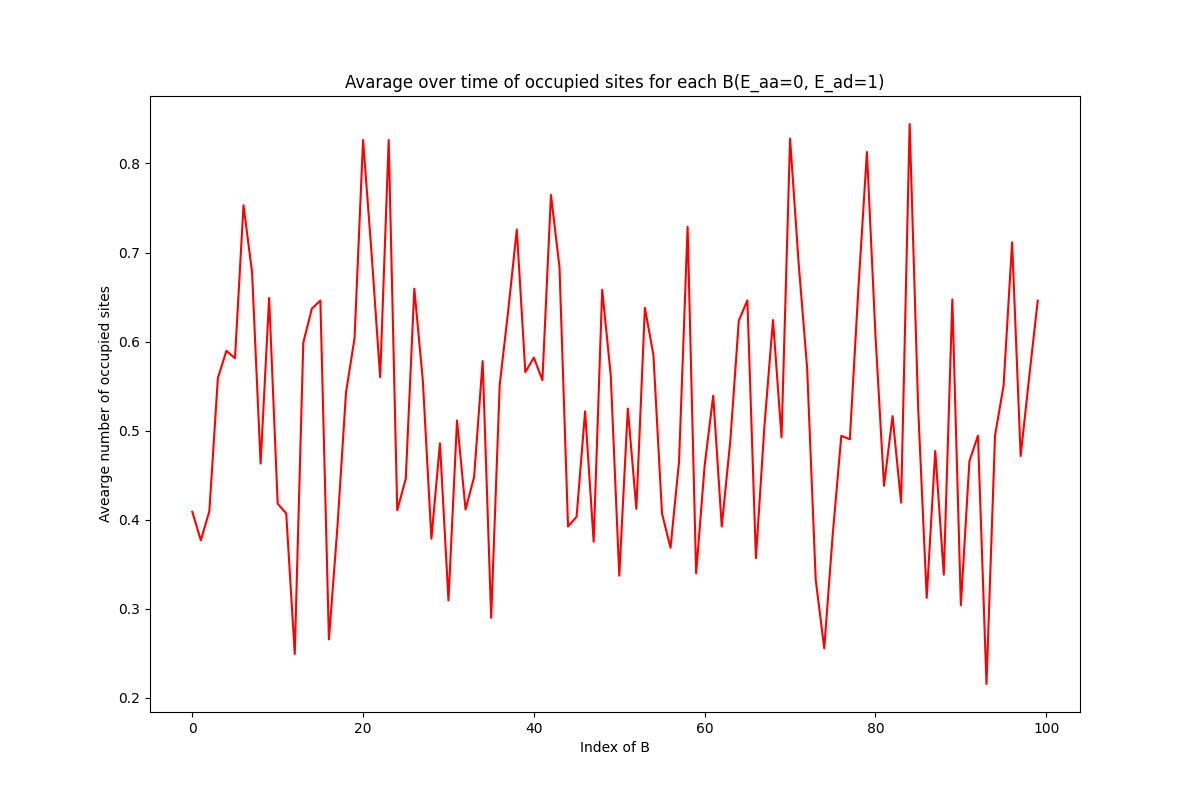 Avarage over time of occupied sites for each B(E_aa=0, E_ad=1)
0.8
0.7
0.6
0.5
0.4
0.3
0.2
Avearge number of occupied sites
0 20 40 60 80 100
Index of B